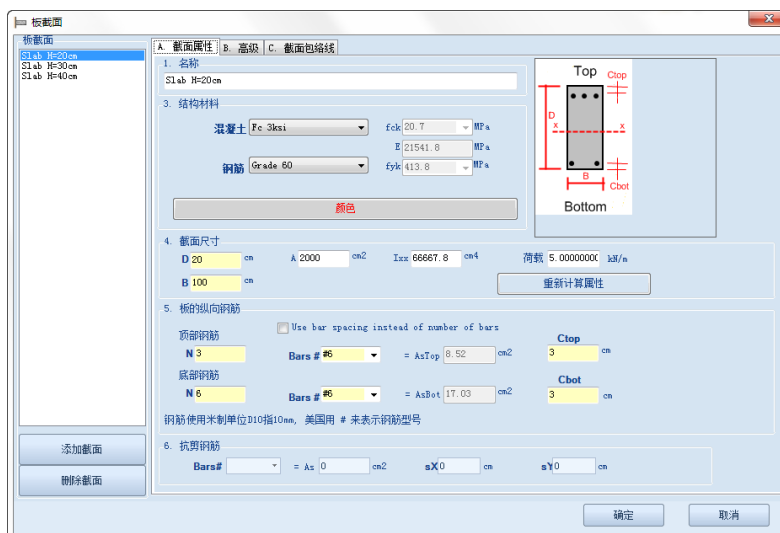 板截面
板截面
Slab H=20cm
Slab H=30cm
Slab H=40cm
添加截面
刪除截面
A. 截面属性 B. 高级 C. 截面包络线
1. 名称
Slab H=20cm
3. 结构材料
混凝土 Fc 3ksi fck 20.7 MPa
E 21541.8 MPa
钢筋 Grade 60 fyk 413.8 MPa
颜色
Top Ctop
D
x x
B Cbot
Bottom
4. 截面尺寸
D 20 cm A 2000 cm2 Ixx 66667.8 cm4 荷载 5.0000000( kN/m
B 100 cm 重新计算属性
5. 板的纵向钢筋
Use bar spacing instead of number of bars
顶部钢筋 Ctop
N 3 Bars # #6 = AsTop 8.52 cm2 3 cm
底部钢筋 Cbot
N 6 Bars # #6 = AsBot 17.03 cm2 3 cm
钢筋使用米制单位D10指10mm, 美国用 # 来表示钢筋型号
6. 抗剪钢筋
Bars# = As 0 cm2 sX 0 cm sY 0 cm
确定 取消